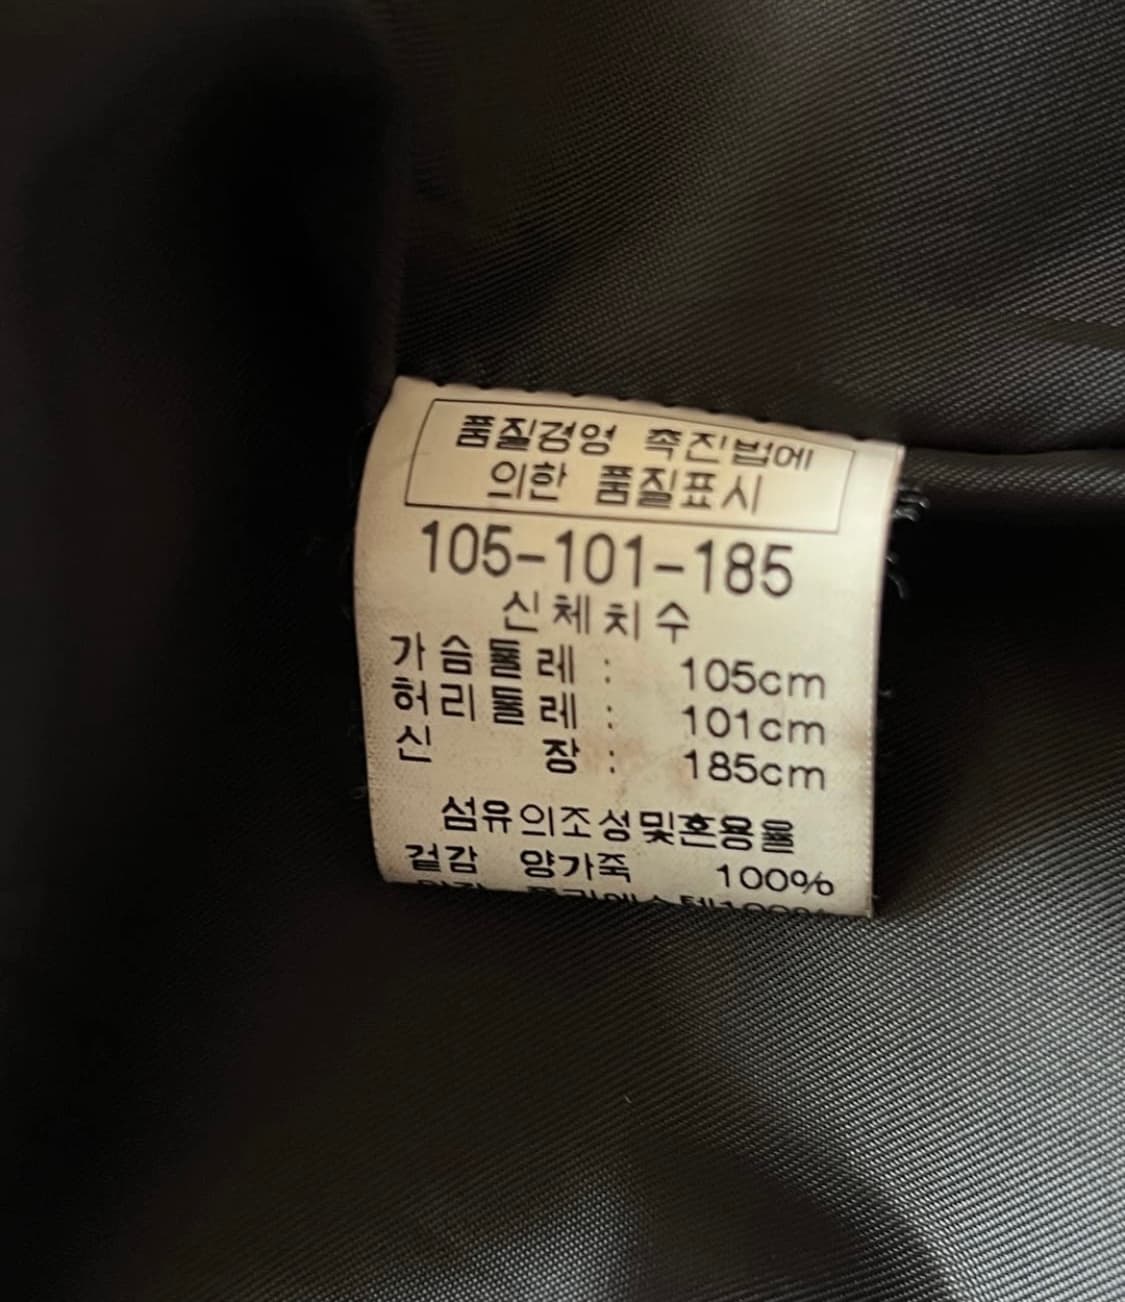 품질경영 촉진법에
의한 품질표시
105-101-185
신체치수
가슴둘레 : 105cm
허리둘레 : 101cm
신 장 : 185cm
섬유의조성및혼용율
겉감 양가죽 100%